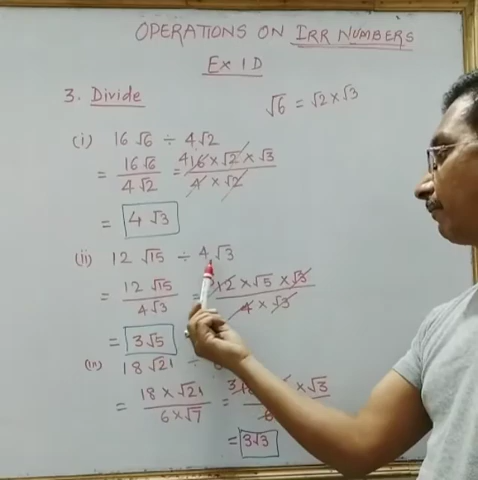 OPERATIONS ON IRR NUMBERS
Ex 1D
3. Divide
√6 = √2 × √3
(i) 16 √6 ÷ 4√2
= 16 √6 / 4 √2 = 4 16 × √2 × √3 / 4 × √2
= 4 √3
(ii) 12 √15 ÷ 4√3
= 12 √15 / 4√3 = 12 × √5 × √3 / 4 × √3
= 3√5
18 √21 ÷
= 18 × √21 / 6 × √7 = 3 × √3
= 3√3